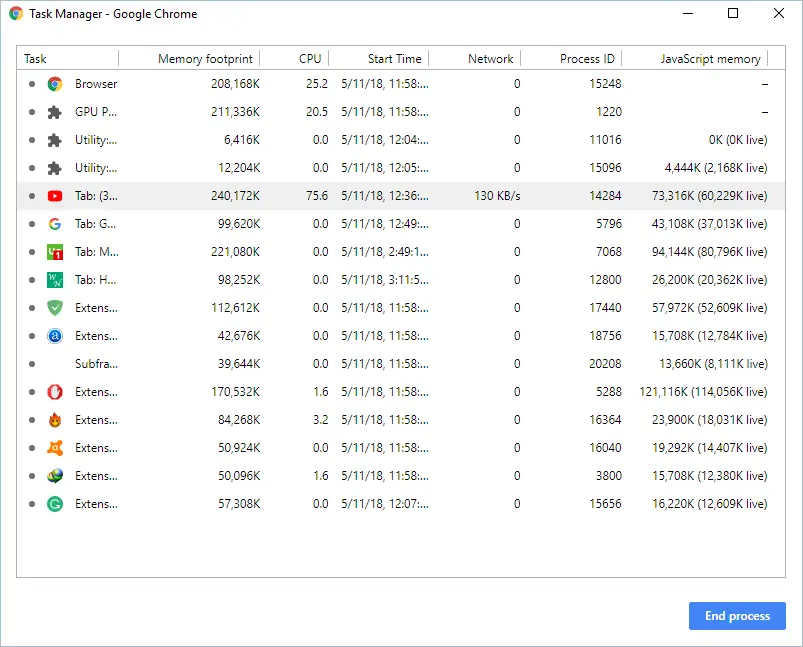 Task Manager - Google Chrome
Task Memory footprint CPU Start Time Network Process ID JavaScript memory
Browser 208,168K 25.2 5/11/18, 11:58:... 0 15248 –
GPU P... 211,336K 20.5 5/11/18, 11:58:... 0 1220 –
Utility:... 6,416K 0.0 5/11/18, 12:04:... 0 11016 0K (0K live)
Utility:... 12,204K 0.0 5/11/18, 12:05:... 0 15096 4,444K (2,168K live)
Tab: (3... 240,172K 75.6 5/11/18, 12:36:... 130 KB/s 14284 73,316K (60,229K live)
Tab: G... 99,620K 0.0 5/11/18, 12:49:... 0 5796 43,108K (37,013K live)
Tab: M... 221,080K 0.0 5/11/18, 2:49:1... 0 7068 94,144K (80,796K live)
Tab: H... 98,252K 0.0 5/11/18, 3:11:5... 0 12800 26,200K (20,362K live)
Extens... 112,612K 0.0 5/11/18, 11:58:... 0 17440 57,972K (52,609K live)
Extens... 42,676K 0.0 5/11/18, 11:58:... 0 18756 15,708K (12,784K live)
Subfra... 39,644K 0.0 5/11/18, 11:58:... 0 20208 13,660K (8,111K live)
Extens... 170,532K 1.6 5/11/18, 11:58:... 0 5288 121,116K (114,056K live)
Extens... 84,268K 3.2 5/11/18, 11:58:... 0 16364 23,900K (18,031K live)
Extens... 50,924K 0.0 5/11/18, 11:58:... 0 16040 19,292K (14,407K live)
Extens... 50,096K 1.6 5/11/18, 11:58:... 0 3800 15,708K (12,380K live)
Extens... 57,308K 0.0 5/11/18, 12:07:... 0 15656 16,220K (12,609K live)
End process